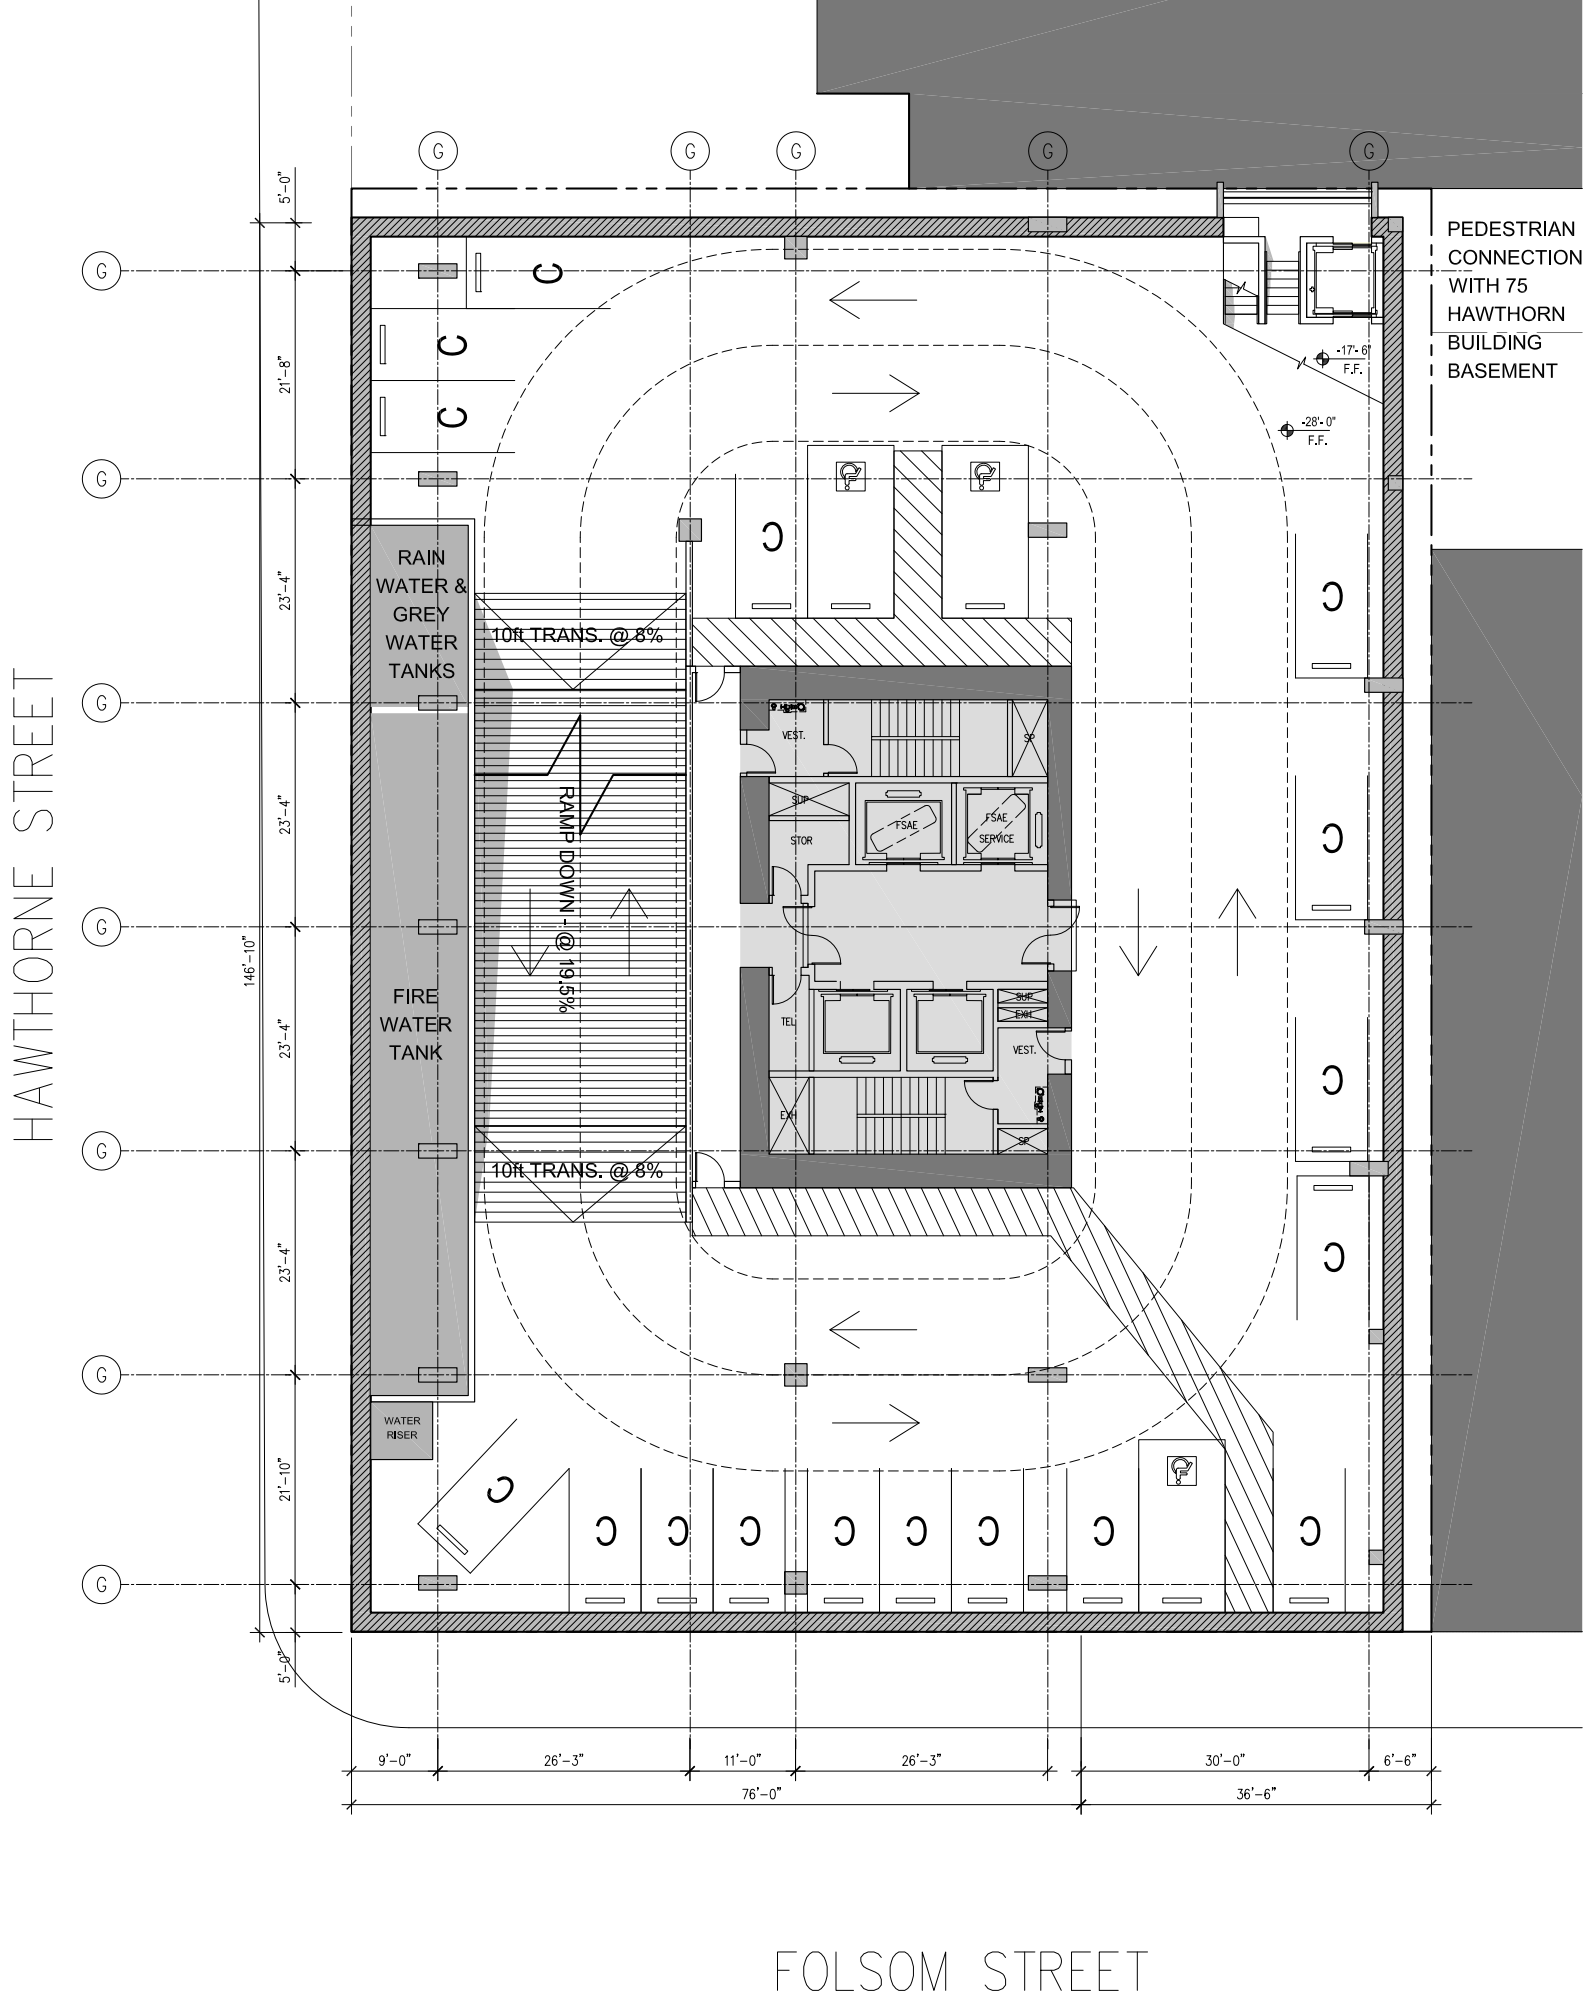 G
G
G
G
G
5'-0"
PEDESTRIAN
CONNECTION
WITH 75
HAWTHORN
BUILDING
BASEMENT
G
C
C
-17'-6"
F.F.
21'-8"
C
-28'-0"
F.F.
G
C
RAIN
WATER &
GREY
WATER
TANKS
23'-4"
C
10ft TRANS. @ 8%
HAWTHORNE STREET
G
VEST.
SP
RAMP DOWN - @ 19.5%
SUP
FSAE
FSAE
SERVICE
STOR
23'-4"
C
G
146'-10"
FIRE
WATER
TANK
TEL
SUP
EXH
VEST.
23'-4"
C
EXH
SP
G
10ft TRANS. @ 8%
23'-4"
C
G
WATER
RISER
21'-10"
C
C
C
C
C
C
C
C
C
G
5'-0"
9'-0"
26'-3"
11'-0"
26'-3"
30'-0"
6'-6"
76'-0"
36'-6"
FOLSOM STREET